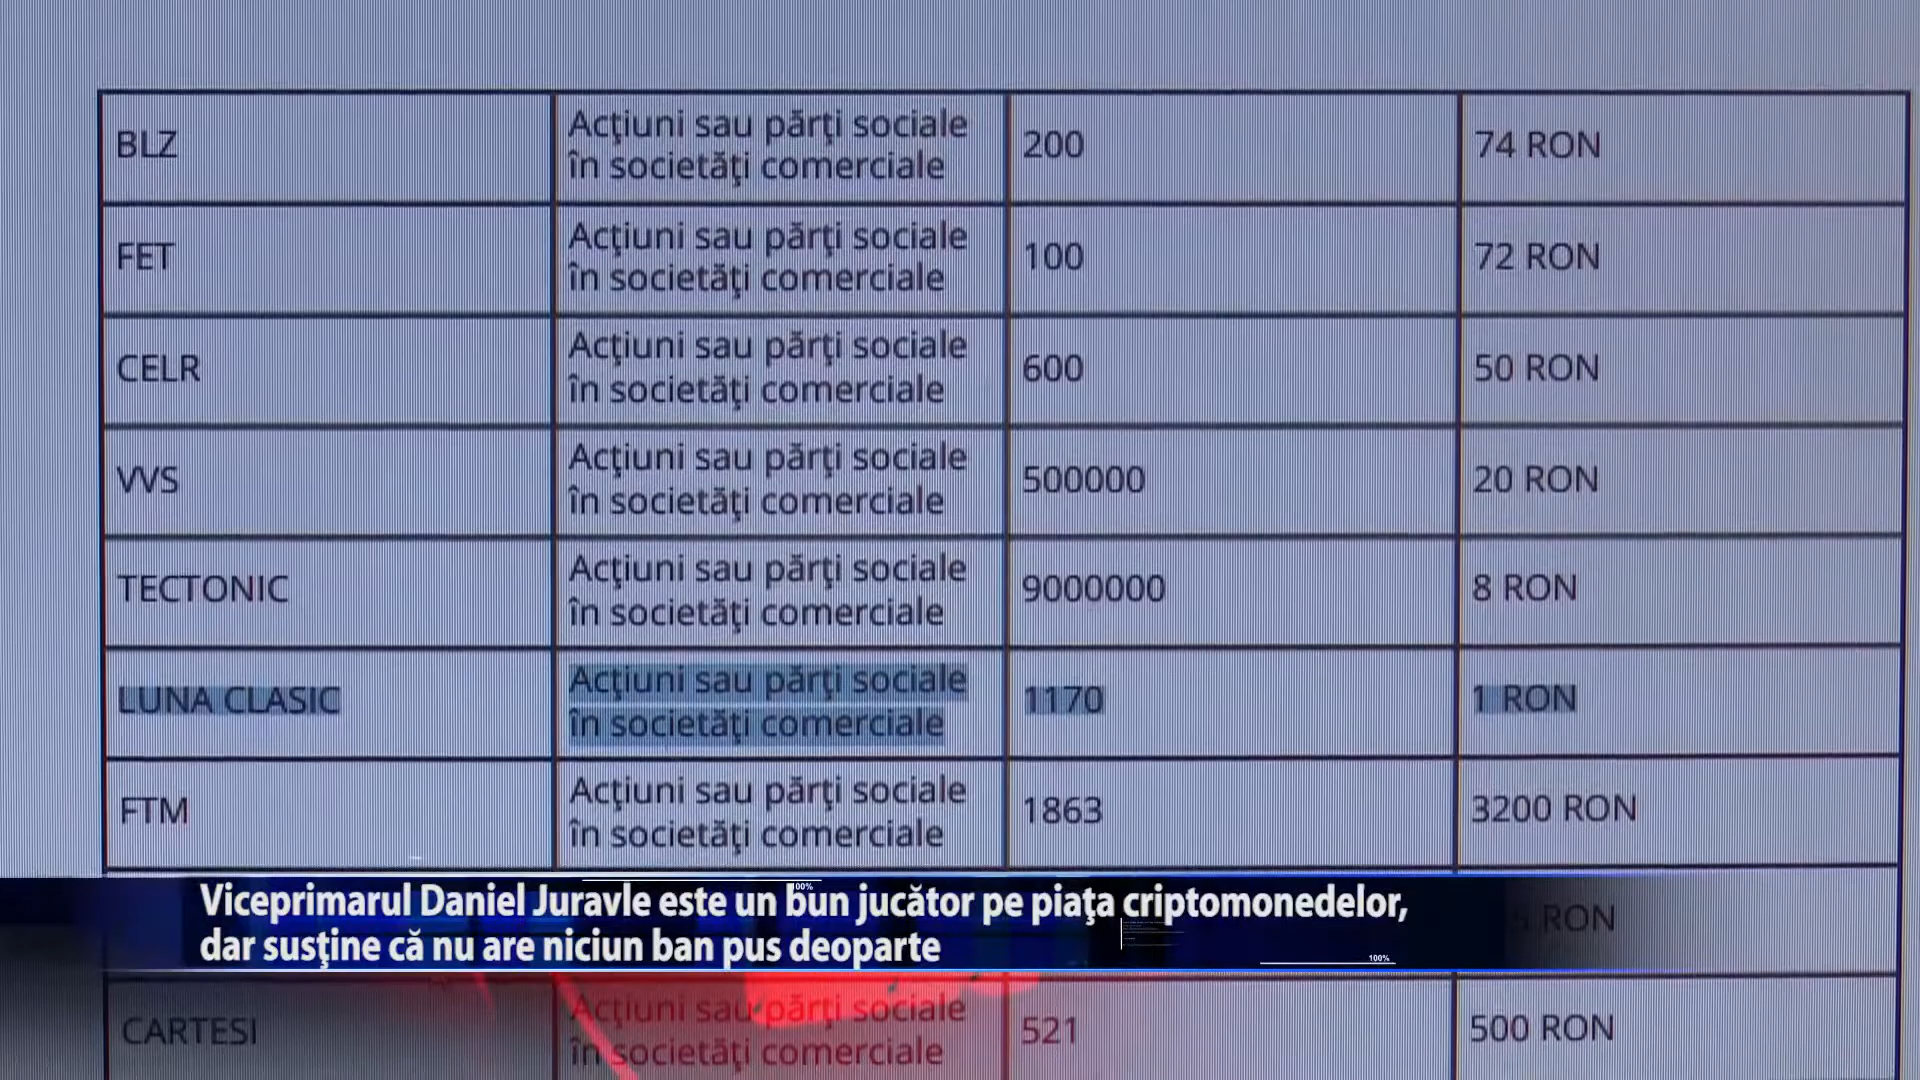 BLZ
Acţiuni sau părţi sociale
în societăţi comerciale
200
74 RON
FET
Acţiuni sau părţi sociale
în societăţi comerciale
100
72 RON
CELR
Acţiuni sau părţi sociale
în societăţi comerciale
600
50 RON
VVS
Acţiuni sau părţi sociale
în societăţi comerciale
500000
20 RON
TECTONIC
Acţiuni sau părţi sociale
în societăţi comerciale
9000000
8 RON
LUNA CLASIC
Acţiuni sau părţi sociale
în societăţi comerciale
1170
1 RON
FTM
Acţiuni sau părţi sociale
în societăţi comerciale
1863
3200 RON
100%
Viceprimarul Daniel Juravle este un bun jucător pe piaţa criptomonedelor,
dar susţine că nu are niciun ban pus deoparte
RON
100%
CARTESI
Acţiuni sau părţi sociale
în societăţi comerciale
521
500 RON